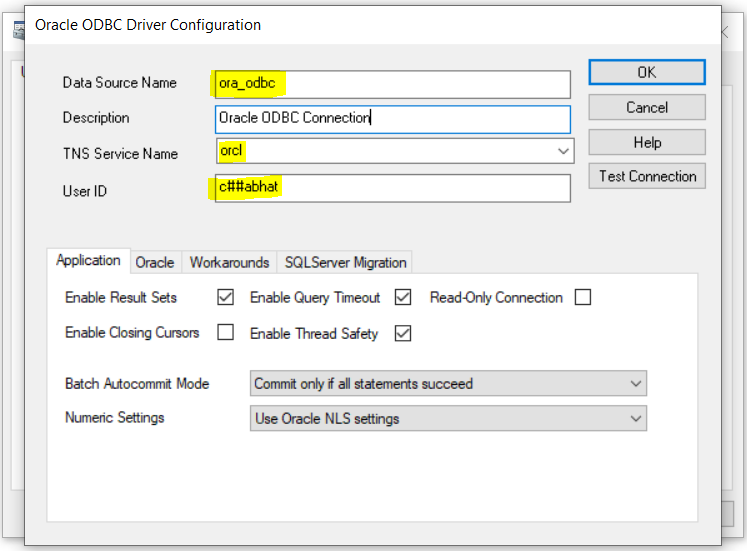 Oracle ODBC Driver Configuration
Data Source Name ora_odbc OK
Description Oracle ODBC Connection Cancel
TNS Service Name orcl Help
User ID c##abhat Test Connection
Application Oracle Workarounds SQLServer Migration
Enable Result Sets Enable Query Timeout Read-Only Connection
Enable Closing Cursors Enable Thread Safety
Batch Autocommit Mode Commit only if all statements succeed
Numeric Settings Use Oracle NLS settings